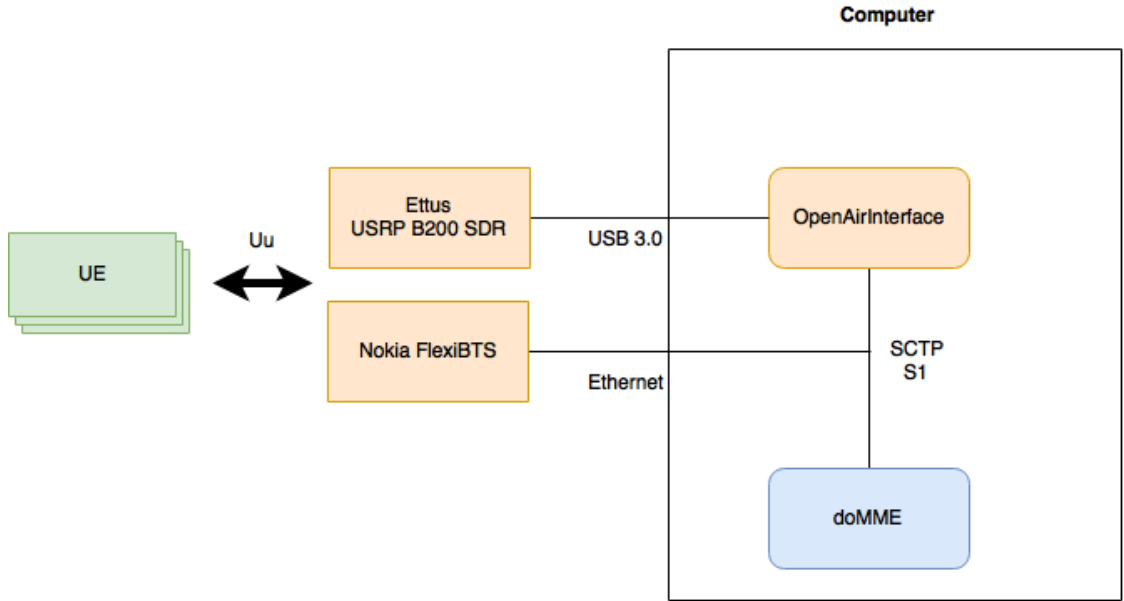 Computer
Ettus
USRP B200 SDR
OpenAirInterface
Uu
USB 3.0
UE
Nokia FlexiBTS
SCTP
S1
Ethernet
doMME